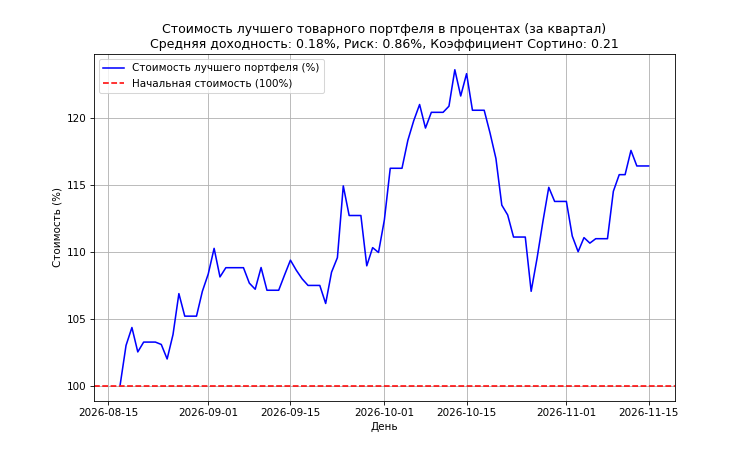 Стоимость лучшего товарного портфеля в процентах (за квартал)
Средняя доходность: 0.18%, Риск: 0.86%, Коэффициент Сортино: 0.21
Стоимость лучшего портфеля (%)
Начальная стоимость (100%)
Стоимость (%)
120
115
110
105
100
2026-08-15
2026-09-01
2026-09-15
2026-10-01
2026-10-15
2026-11-01
2026-11-15
День